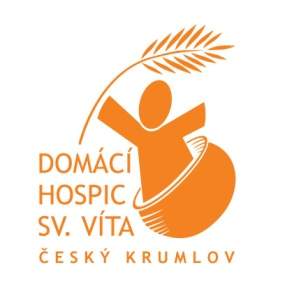 DOMÁCÍ
HOSPIC
SV. VÍTA
ČESKÝ KRUMLOV